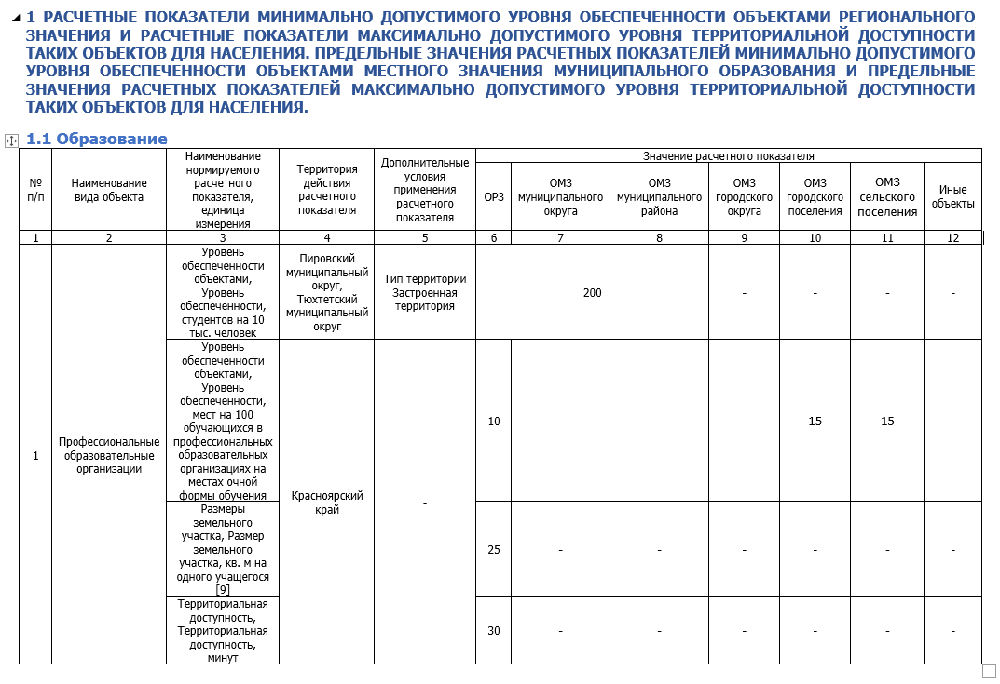 1 РАСЧЕТНЫЕ ПОКАЗАТЕЛИ МИНИМАЛЬНО ДОПУСТИМОГО УРОВНЯ ОБЕСПЕЧЕННОСТИ ОБЪЕКТАМИ РЕГИОНАЛЬНОГО
ЗНАЧЕНИЯ И РАСЧЕТНЫЕ ПОКАЗАТЕЛИ МАКСИМАЛЬНО ДОПУСТИМОГО УРОВНЯ ТЕРРИТОРИАЛЬНОЙ ДОСТУПНОСТИ
ТАКИХ ОБЪЕКТОВ ДЛЯ НАСЕЛЕНИЯ. ПРЕДЕЛЬНЫЕ ЗНАЧЕНИЯ РАСЧЕТНЫХ ПОКАЗАТЕЛЕЙ МИНИМАЛЬНО ДОПУСТИМОГО
УРОВНЯ ОБЕСПЕЧЕННОСТИ ОБЪЕКТАМИ МЕСТНОГО ЗНАЧЕНИЯ МУНИЦИПАЛЬНОГО ОБРАЗОВАНИЯ И ПРЕДЕЛЬНЫЕ
ЗНАЧЕНИЯ РАСЧЕТНЫХ ПОКАЗАТЕЛЕЙ МАКСИМАЛЬНО ДОПУСТИМОГО УРОВНЯ ТЕРРИТОРИАЛЬНОЙ ДОСТУПНОСТИ
ТАКИХ ОБЪЕКТОВ ДЛЯ НАСЕЛЕНИЯ.
1.1 Образование
№
п/п
Наименование
вида объекта
Наименование
нормируемого
расчетного
показателя,
единица
измерения
Территория
действия
расчетного
показателя
Дополнительные
условия
применения
расчетного
показателя
Значение расчетного показателя
ОРЗ
ОМЗ
муниципального
округа
ОМЗ
муниципального
района
ОМЗ
городского
округа
ОМЗ
городского
поселения
ОМЗ
сельского
поселения
Иные
объекты
1 2 3 4 5 6 7 8 9 10 11 12
1
Профессиональные
образовательные
организации
Уровень
обеспеченности
объектами,
Уровень
обеспеченности,
студентов на 10
тыс. человек
Пировский
муниципальный
округ,
Тюхтетский
муниципальный
округ
Тип территории
Застроенная
территория
200 - - - -
Уровень
обеспеченности
объектами,
Уровень
обеспеченности,
мест на 100
обучающихся в
профессиональных
образовательных
организациях на
местах очной
формы обучения
Красноярский
край
-
10 - - - 15 15 -
Размеры
земельного
участка, Размер
земельного
участка, кв. м на
одного учащегося
[9]
25 - - - - - -
Территориальная
доступность,
Территориальная
доступность,
минут
30 - - - - - -